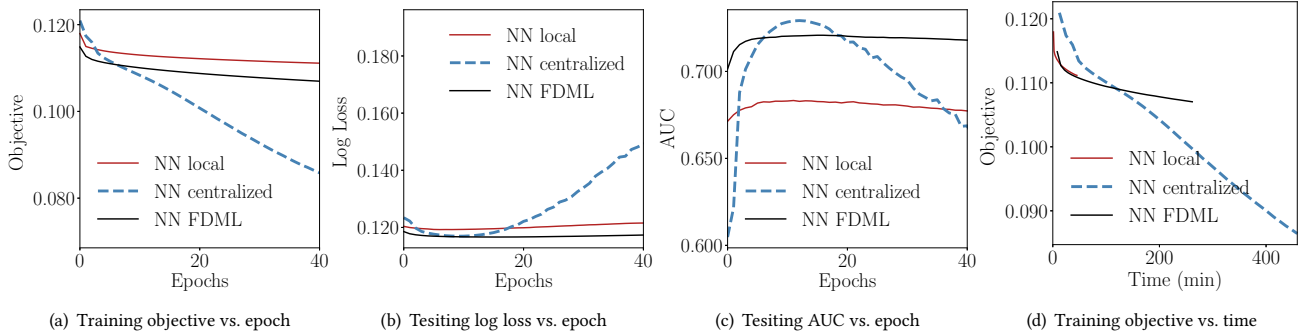 0.120
0.100
0.080
Objective
NN local
NN centralized
NN FDML
0
20
40
Epochs
(a) Training objective vs. epoch
0.180
0.160
0.140
0.120
Log Loss
NN local
NN centralized
NN FDML
0
20
40
Epochs
(b) Tesiting log loss vs. epoch
0.700
0.650
0.600
AUC
NN local
NN centralized
NN FDML
0
20
40
Epochs
(c) Tesiting AUC vs. epoch
0.120
0.110
0.100
0.090
Objective
NN local
NN centralized
NN FDML
0
200
400
Time (min)
(d) Training objective vs. time